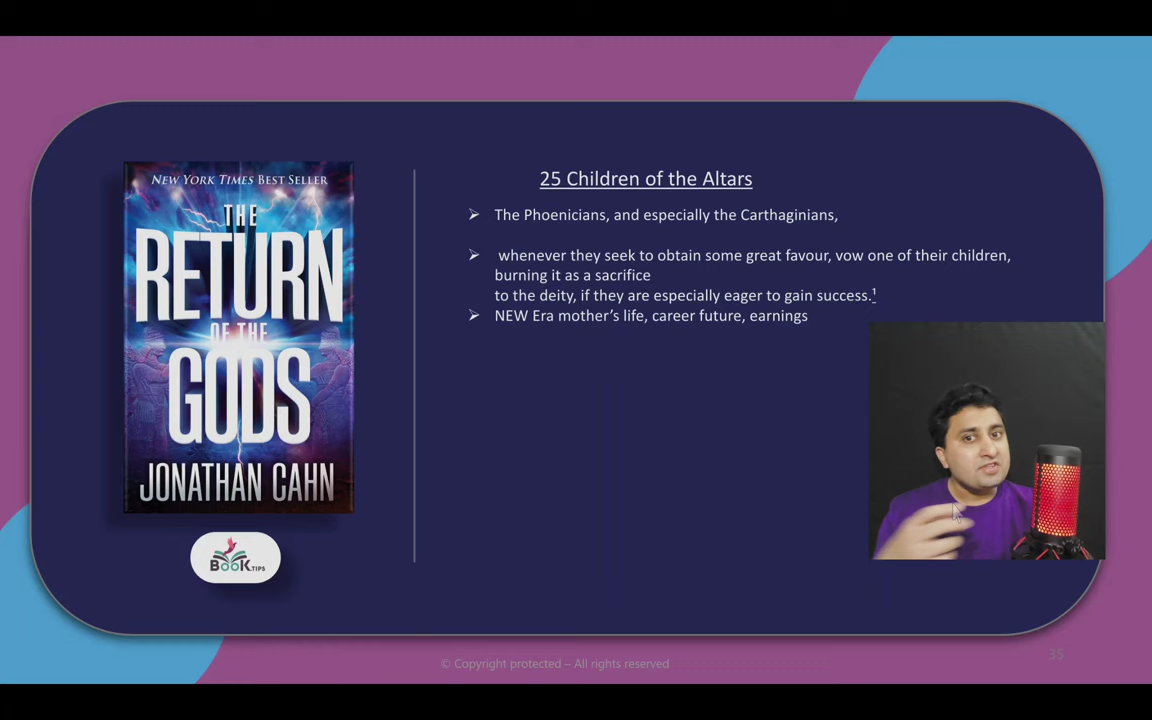 NEW YORK TIMES BEST SELLER
THE
RETURN
OF THE
GODS
JONATHAN CAHN
BOOK.TIPS
25 Children of the Altars
➢ The Phoenicians, and especially the Carthaginians,
➢ whenever they seek to obtain some great favour, vow one of their children,
burning it as a sacrifice
to the deity, if they are especially eager to gain success.¹
➢ NEW Era mother’s life, career future, earnings
© Copyright protected – All rights reserved
35